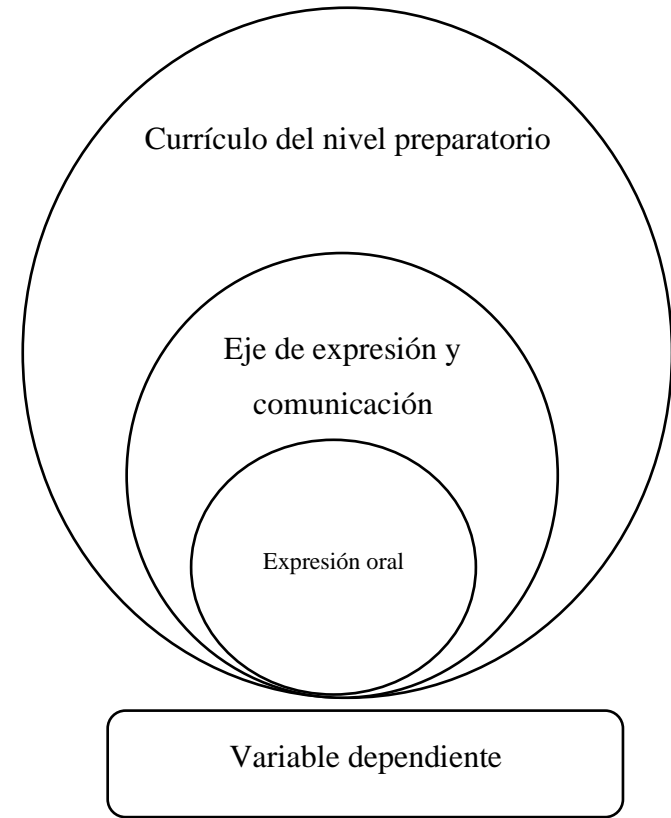 Currículo del nivel preparatorio
Eje de expresión y
comunicación
Expresión oral
Variable dependiente